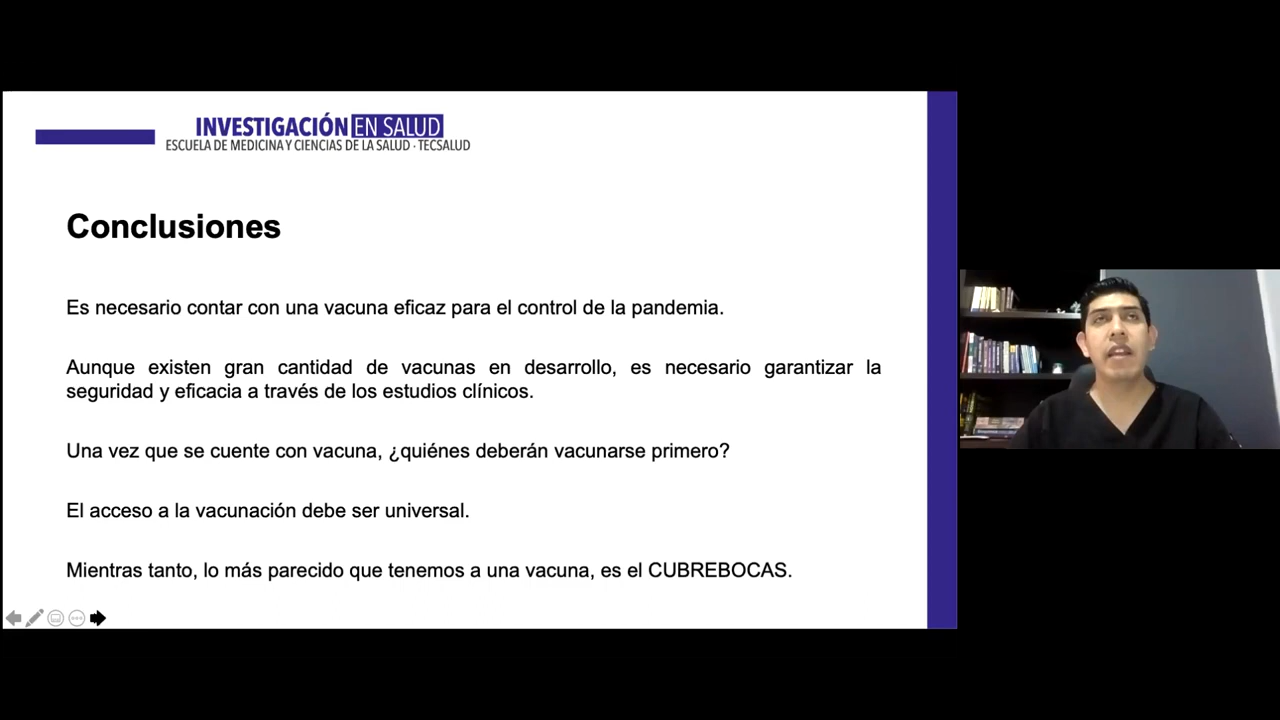 INVESTIGACIÓN EN SALUD
ESCUELA DE MEDICINA Y CIENCIAS DE LA SALUD · TECSALUD
Conclusiones
Es necesario contar con una vacuna eficaz para el control de la pandemia.
Aunque existen gran cantidad de vacunas en desarrollo, es necesario garantizar la
seguridad y eficacia a través de los estudios clínicos.
Una vez que se cuente con vacuna, ¿quiénes deberán vacunarse primero?
El acceso a la vacunación debe ser universal.
Mientras tanto, lo más parecido que tenemos a una vacuna, es el CUBREBOCAS.